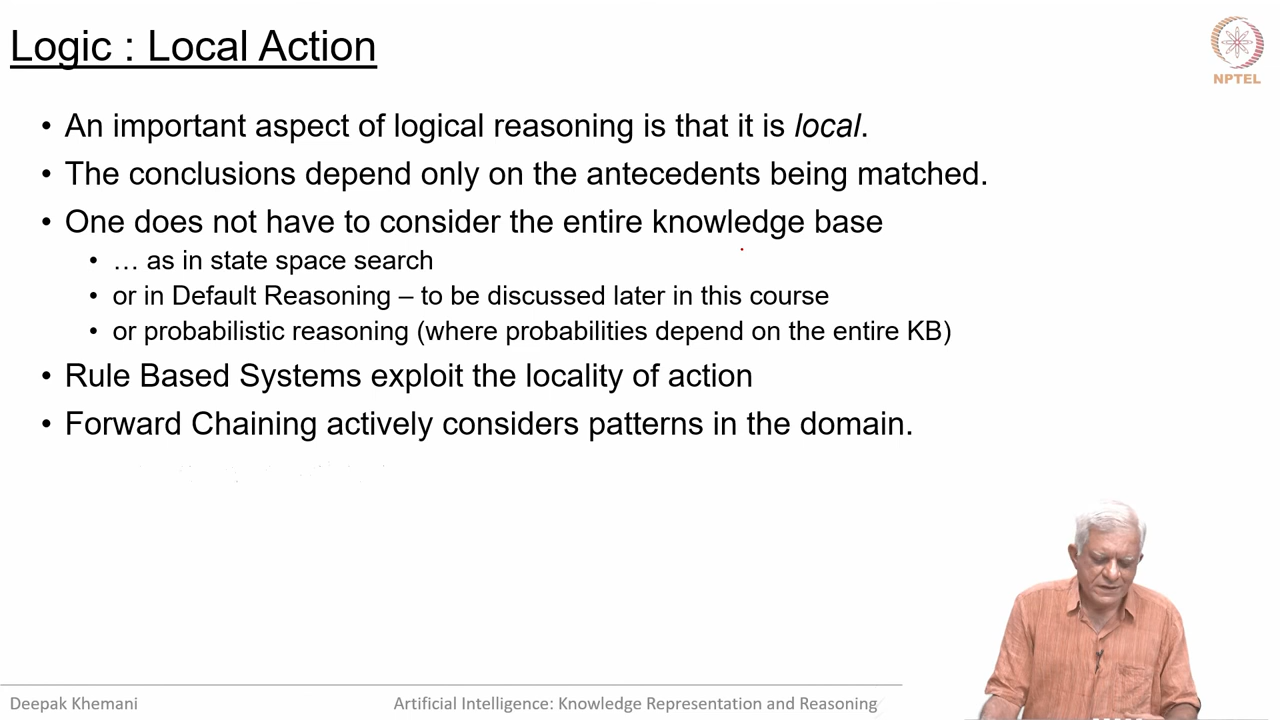 Logic : Local Action
NPTEL
• An important aspect of logical reasoning is that it is local.
• The conclusions depend only on the antecedents being matched.
• One does not have to consider the entire knowledge base
• … as in state space search
• or in Default Reasoning – to be discussed later in this course
• or probabilistic reasoning (where probabilities depend on the entire KB)
• Rule Based Systems exploit the locality of action
• Forward Chaining actively considers patterns in the domain.
Deepak Khemani
Artificial Intelligence: Knowledge Representation and Reasoning